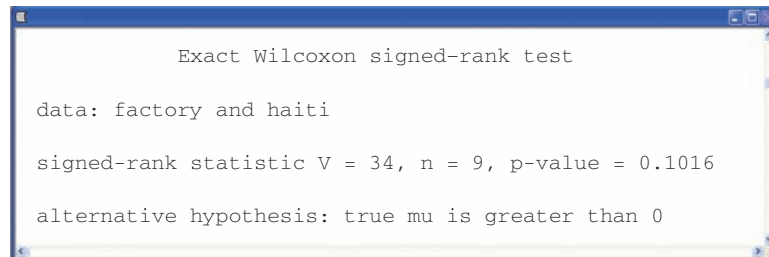 Exact Wilcoxon signed-rank test
data: factory and haiti
signed-rank statistic V = 34, n = 9, p-value = 0.1016
alternative hypothesis: true mu is greater than 0